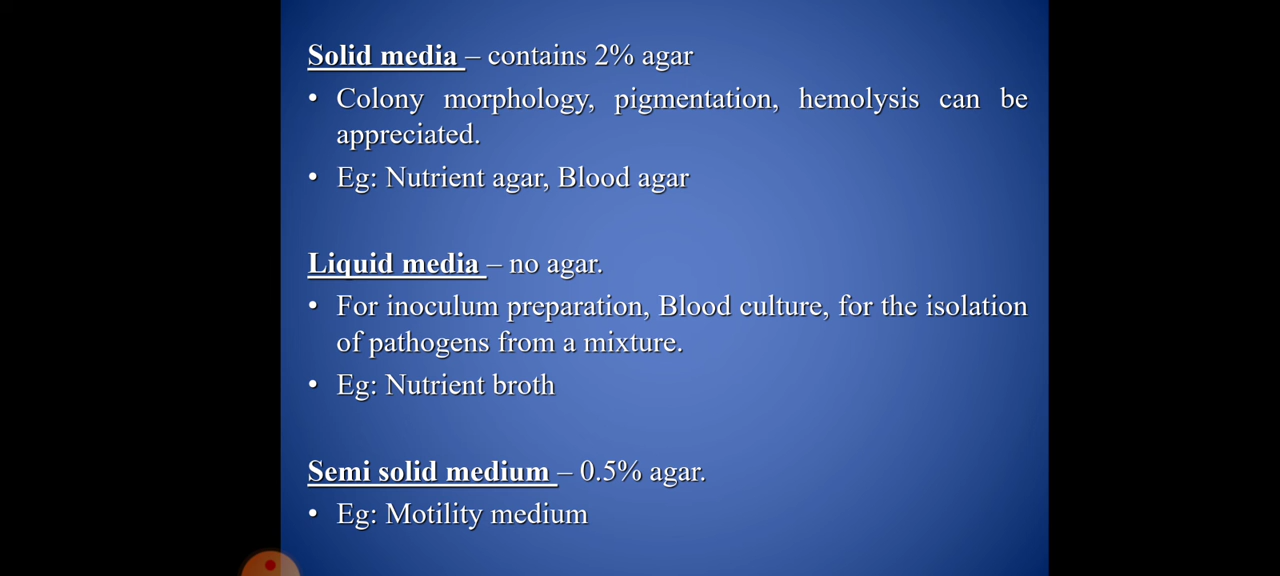 Solid media – contains 2% agar
• Colony morphology, pigmentation, hemolysis can be
appreciated.
• Eg: Nutrient agar, Blood agar
Liquid media – no agar.
• For inoculum preparation, Blood culture, for the isolation
of pathogens from a mixture.
• Eg: Nutrient broth
Semi solid medium – 0.5% agar.
• Eg: Motility medium